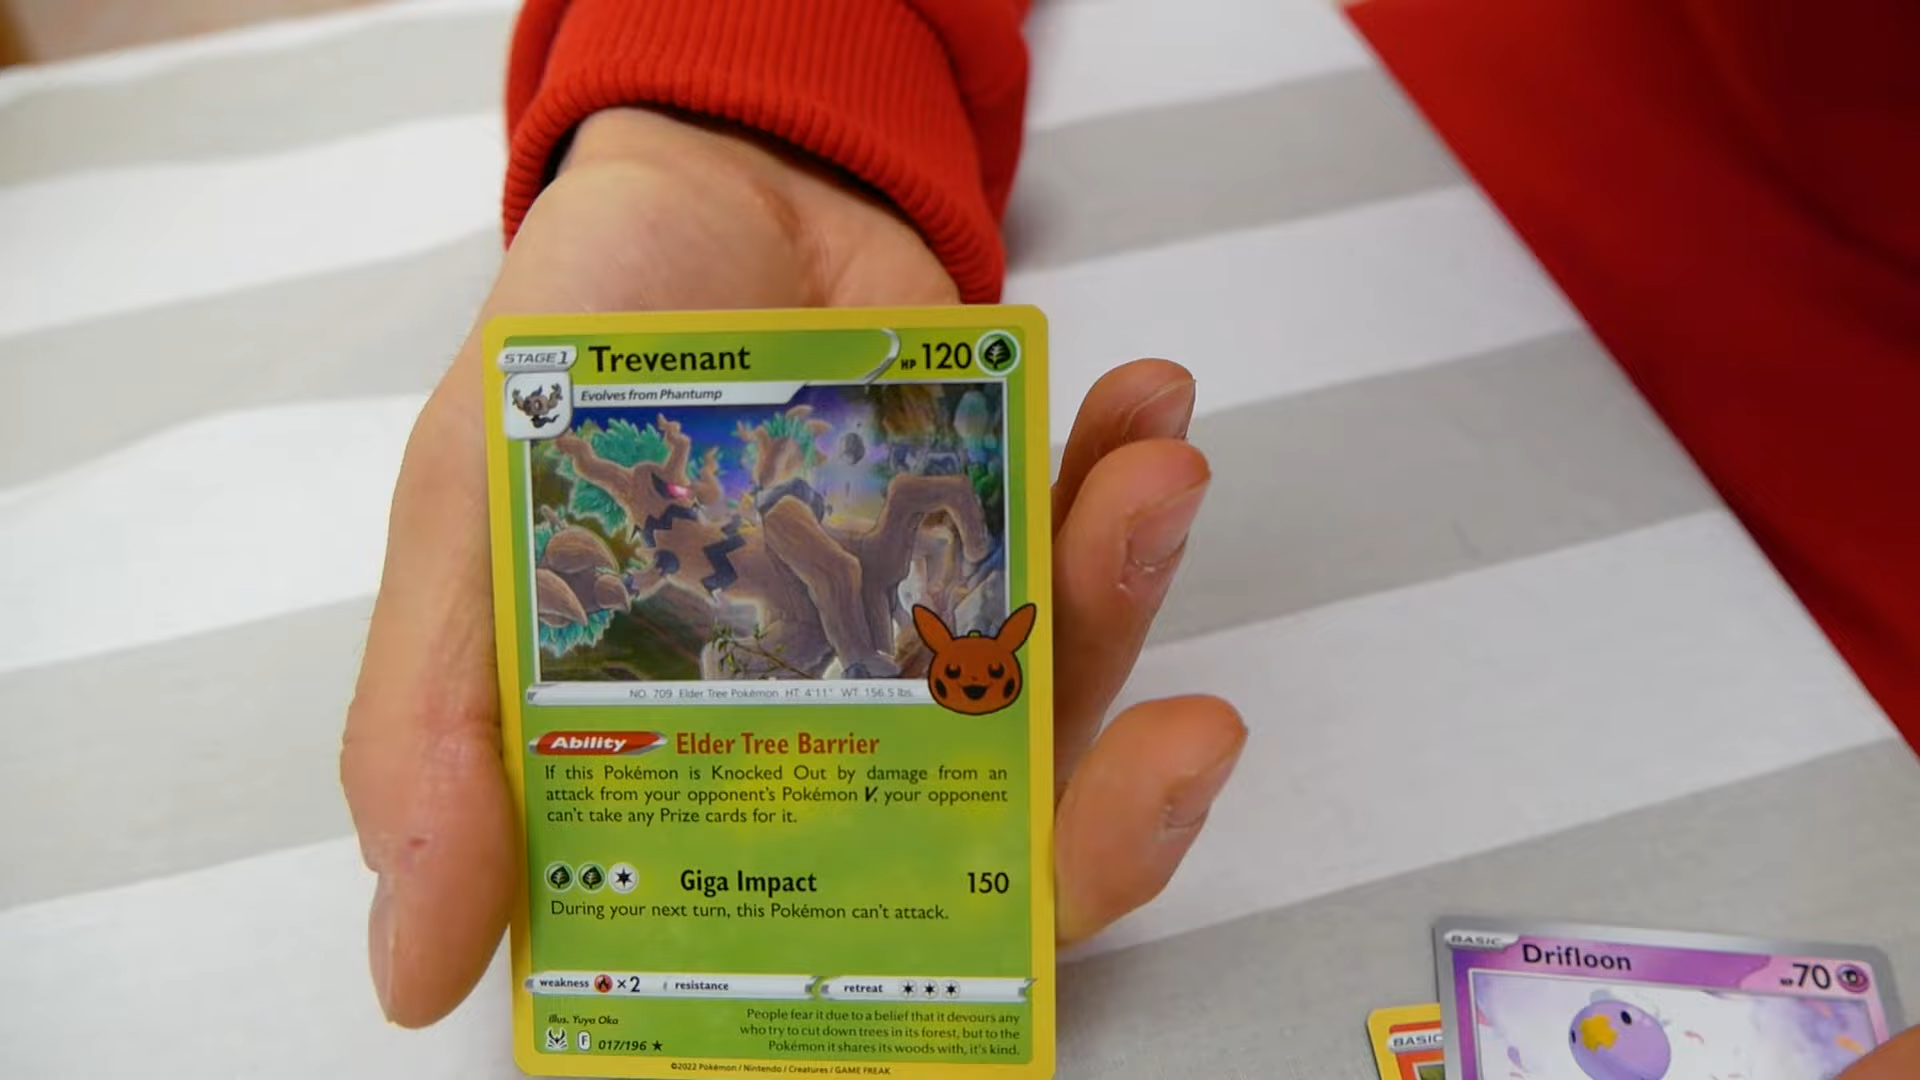 STAGE 1
Trevenant
HP 120
Evolves from Phantump
NO. 709 Elder Tree Pokémon HT: 4'11" WT: 156.5 lbs.
Ability Elder Tree Barrier
If this Pokémon is Knocked Out by damage from an
attack from your opponent's Pokémon V, your opponent
can't take any Prize cards for it.
Giga Impact 150
During your next turn, this Pokémon can't attack.
weakness ×2 resistance retreat
Illus. Yuya Oka
F 017/196 ★
People fear it due to a belief that it devours any
who try to cut down trees in its forest, but to the
Pokémon it shares its woods with, it's kind.
©2022 Pokémon / Nintendo / Creatures / GAME FREAK
BASIC Drifloon HP 70
BASIC